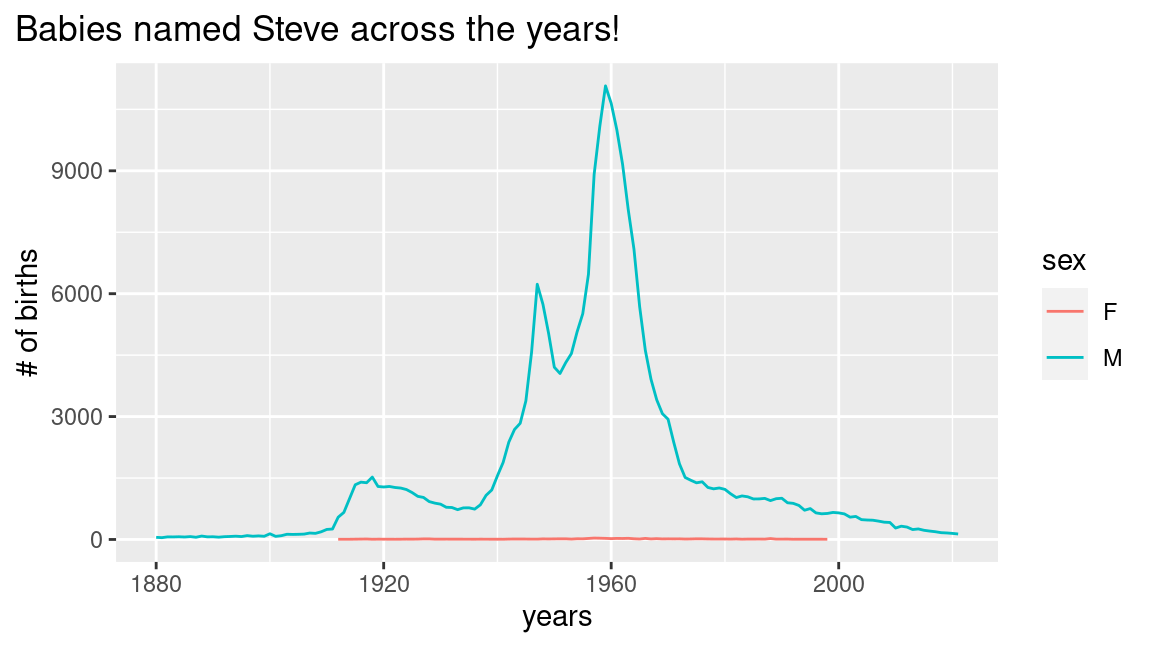 Babies named Steve across the years!
9000
6000
3000
0
# of births
1880 1920 1960 2000
years
sex
F
M